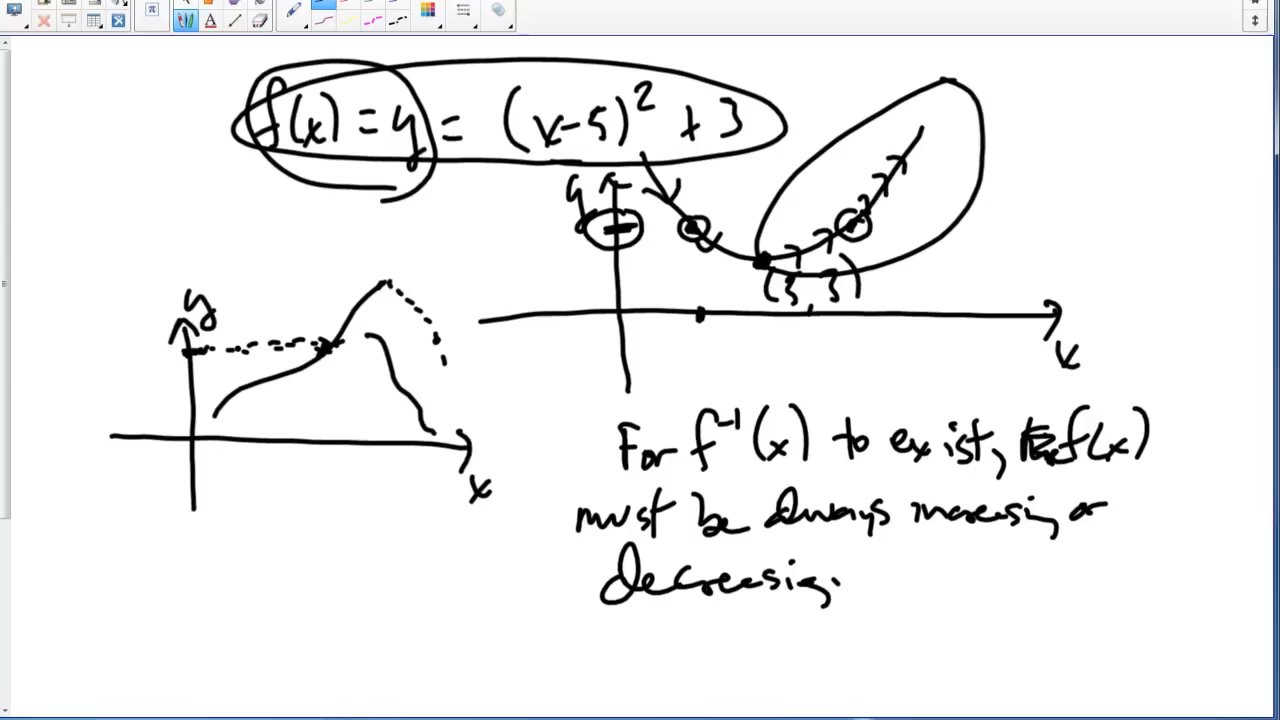 f(x) = y = (x-5)² + 3
y
(5, 3)
y
x
x
For f⁻¹(x) to exist, f(x)
must be always increasing or
decreasing.